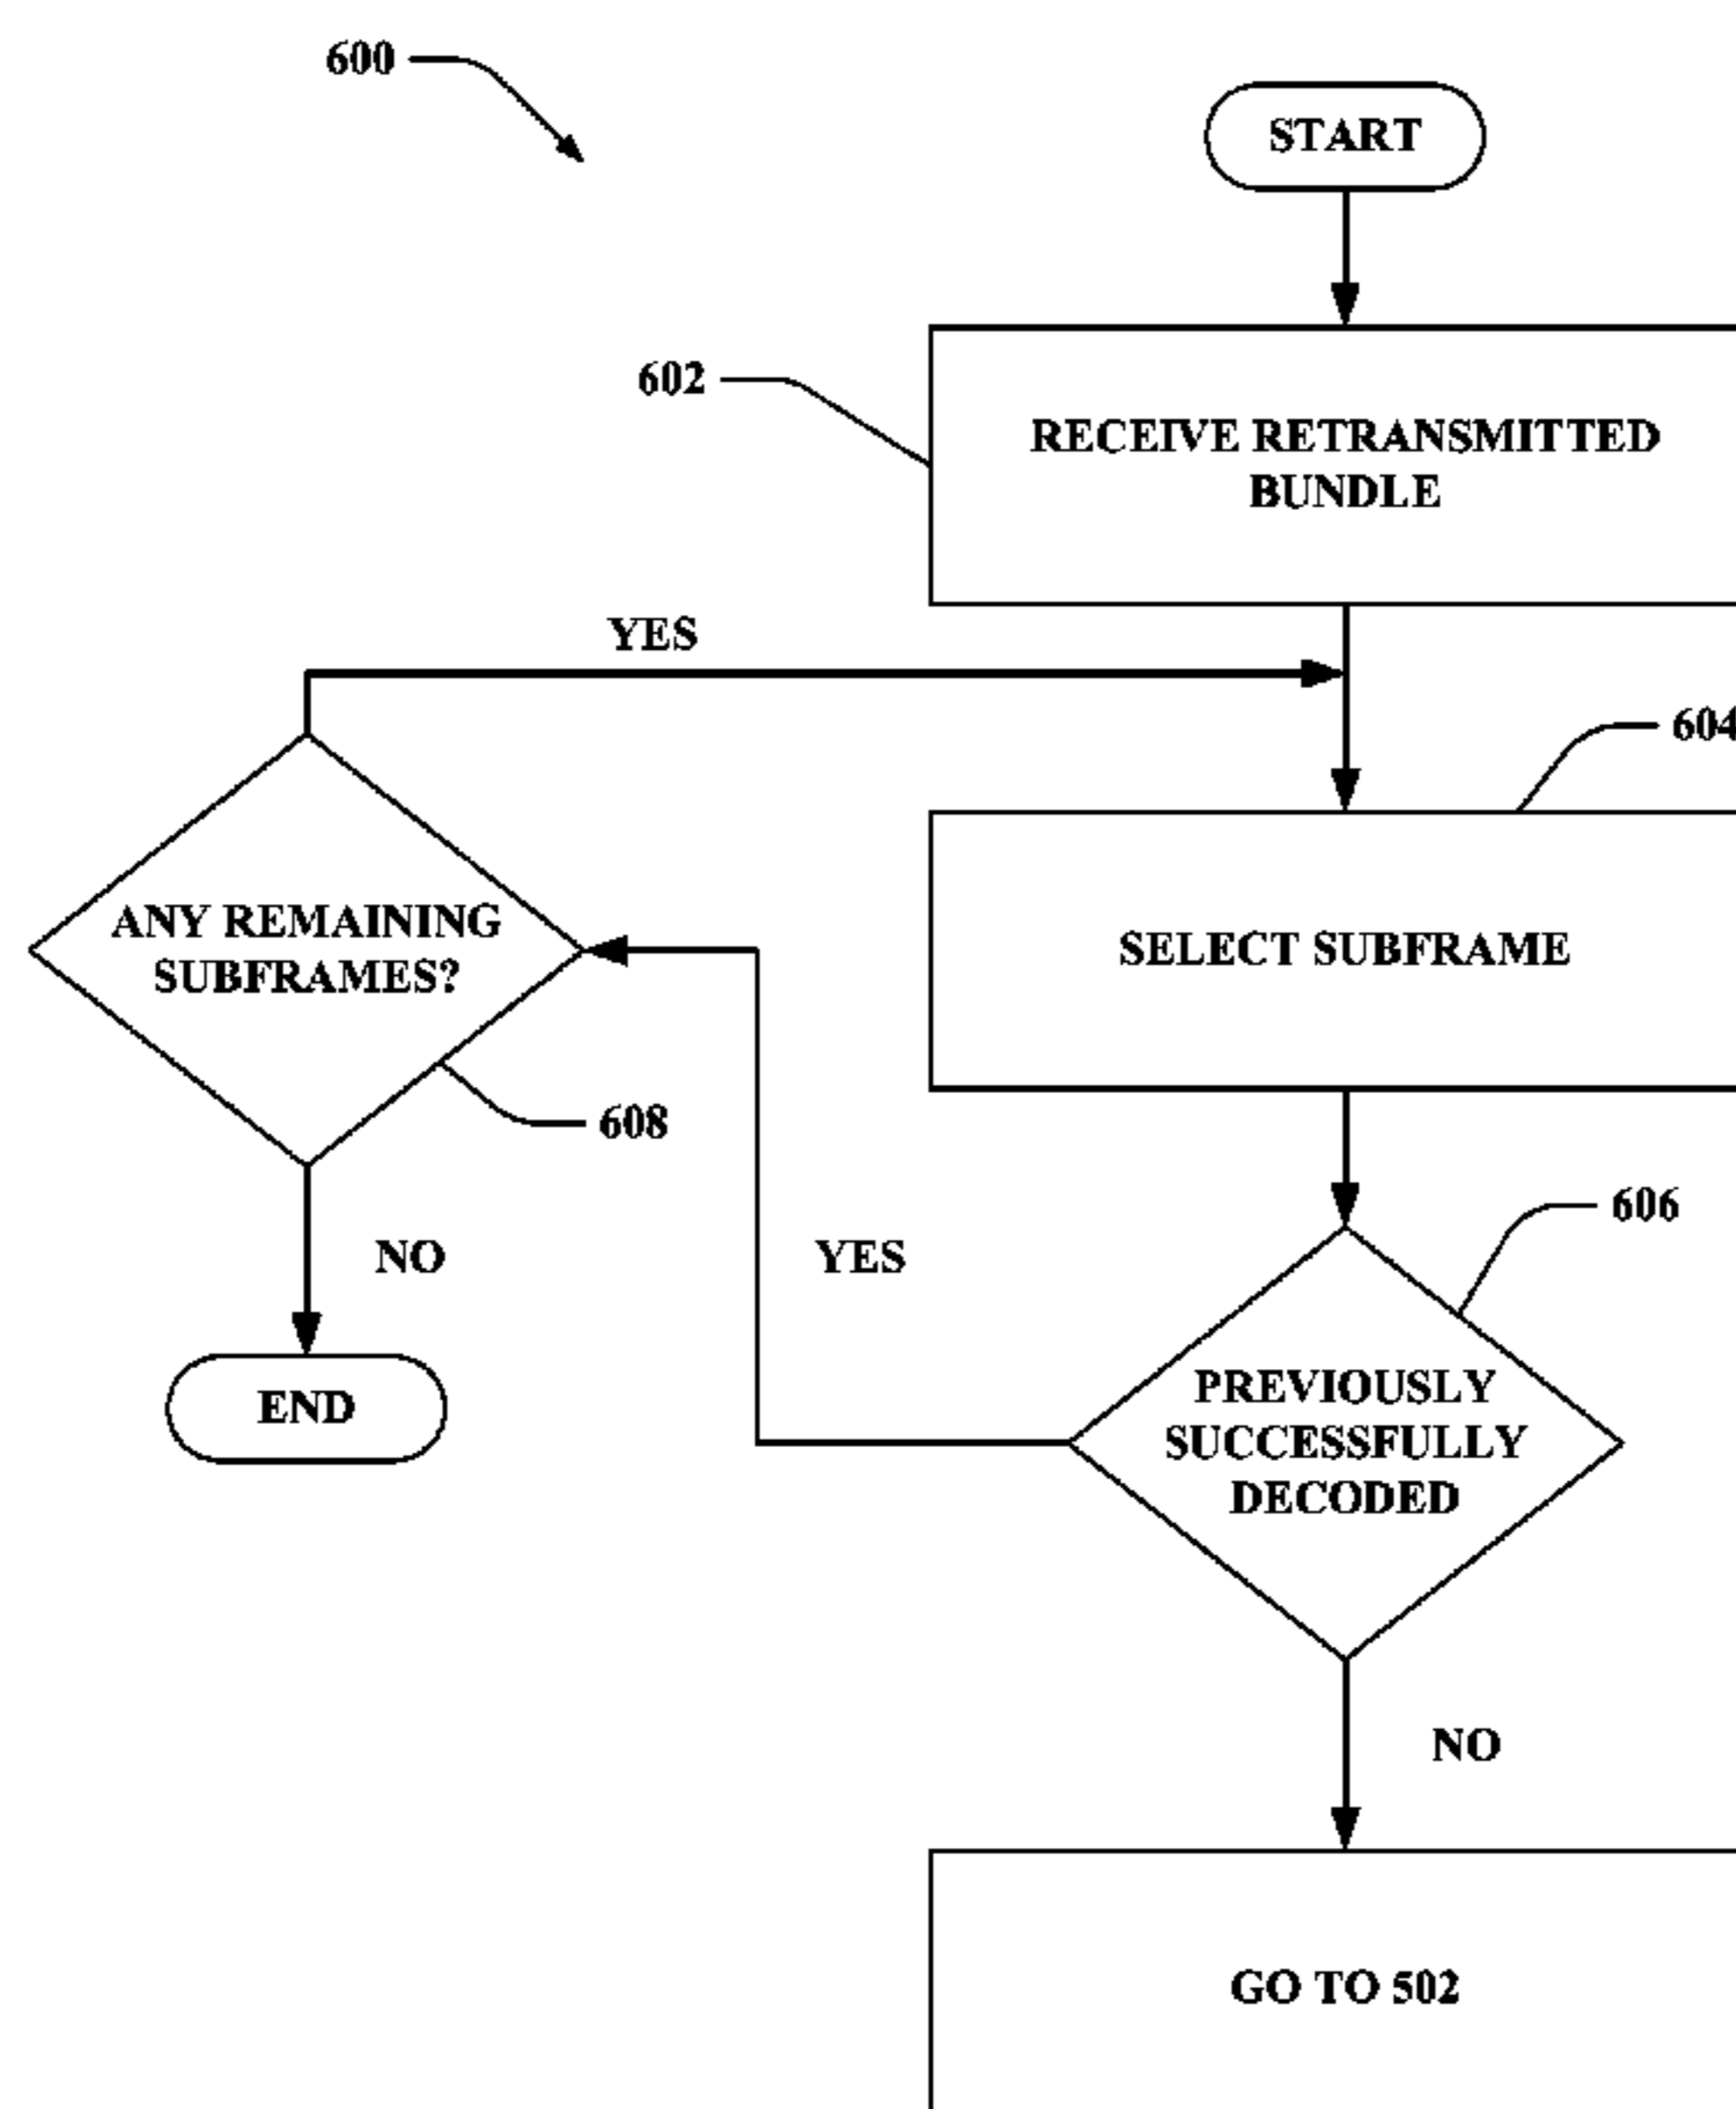 600
START
602
RECEIVE RETRANSMITTED
BUNDLE
YES
604
ANY REMAINING
SUBFRAMES?
SELECT SUBFRAME
608
606
NO
YES
PREVIOUSLY
SUCCESSFULLY
DECODED
END
NO
GO TO 502